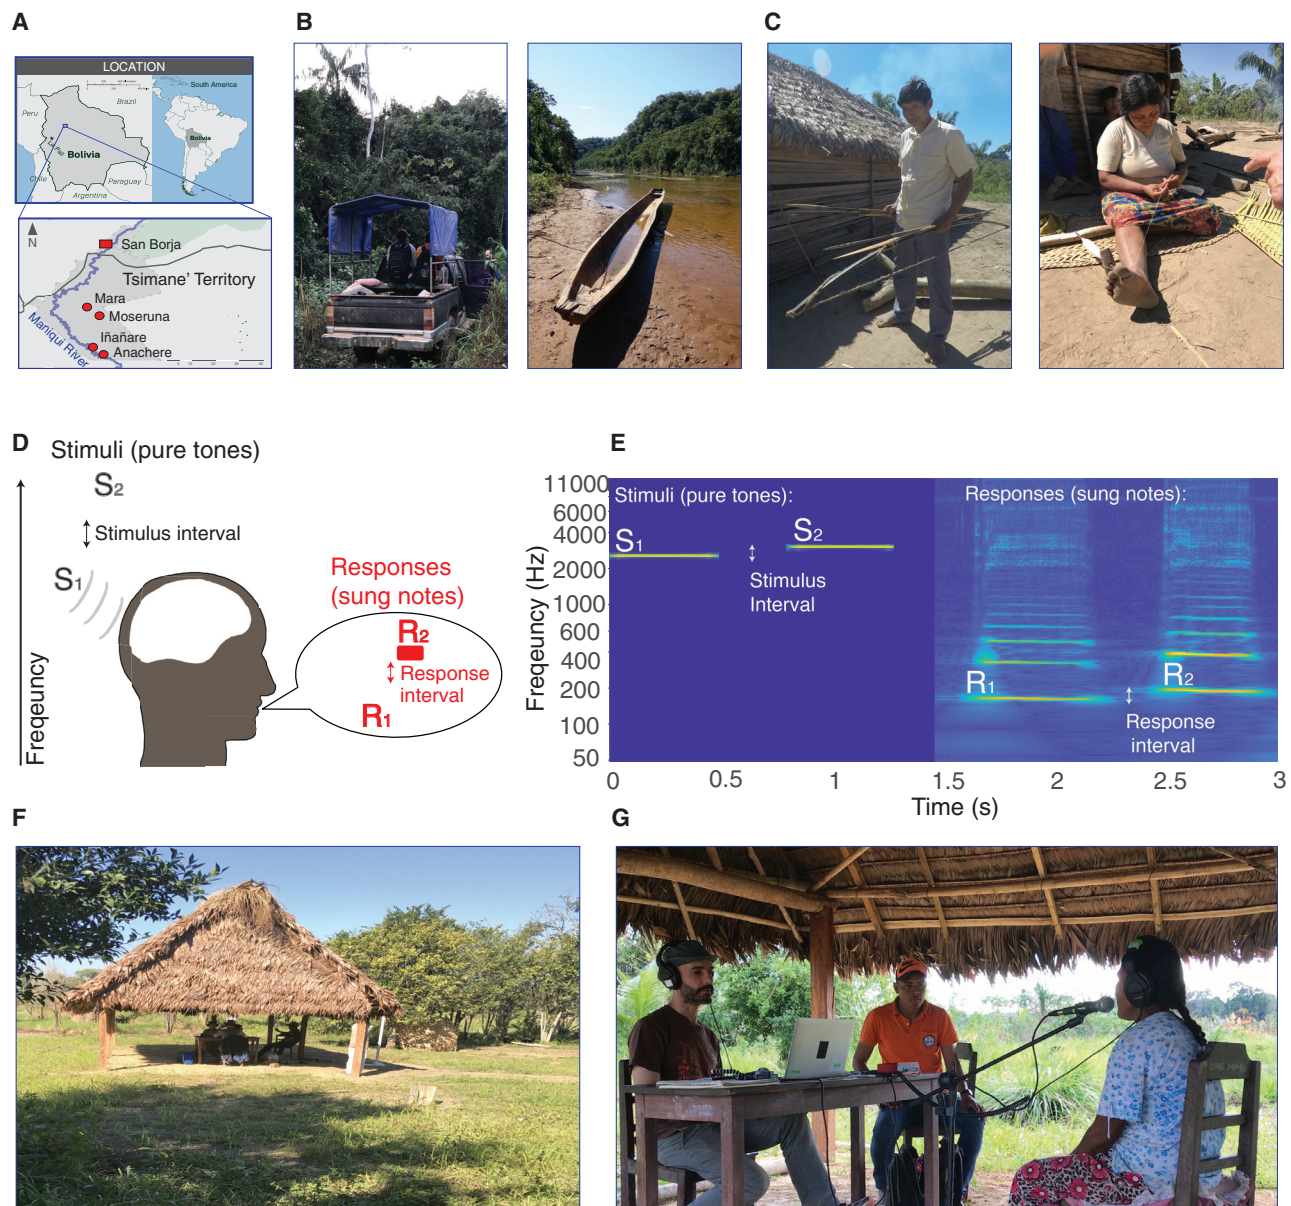 A
B
C
LOCATION
South America
Brazil
Peru
La Paz
Bolivia
Bolivia
Chile
Paraguay
Argentina
N
San Borja
Tsimane' Territory
Mara
Moseruna
Iñañare
Anachere
Maniqui River
D
Stimuli (pure tones)
S2
Stimulus interval
S1
Responses
(sung notes)
R2
Response
interval
R1
Freqeuncy
E
11000
6000
4000
2000
1000
600
400
200
100
50
Freqeuncy (Hz)
Stimuli (pure tones):
S1
S2
Stimulus
Interval
Responses (sung notes):
R1
R2
Response
interval
0
0.5
1
1.5
2
2.5
3
Time (s)
F
G